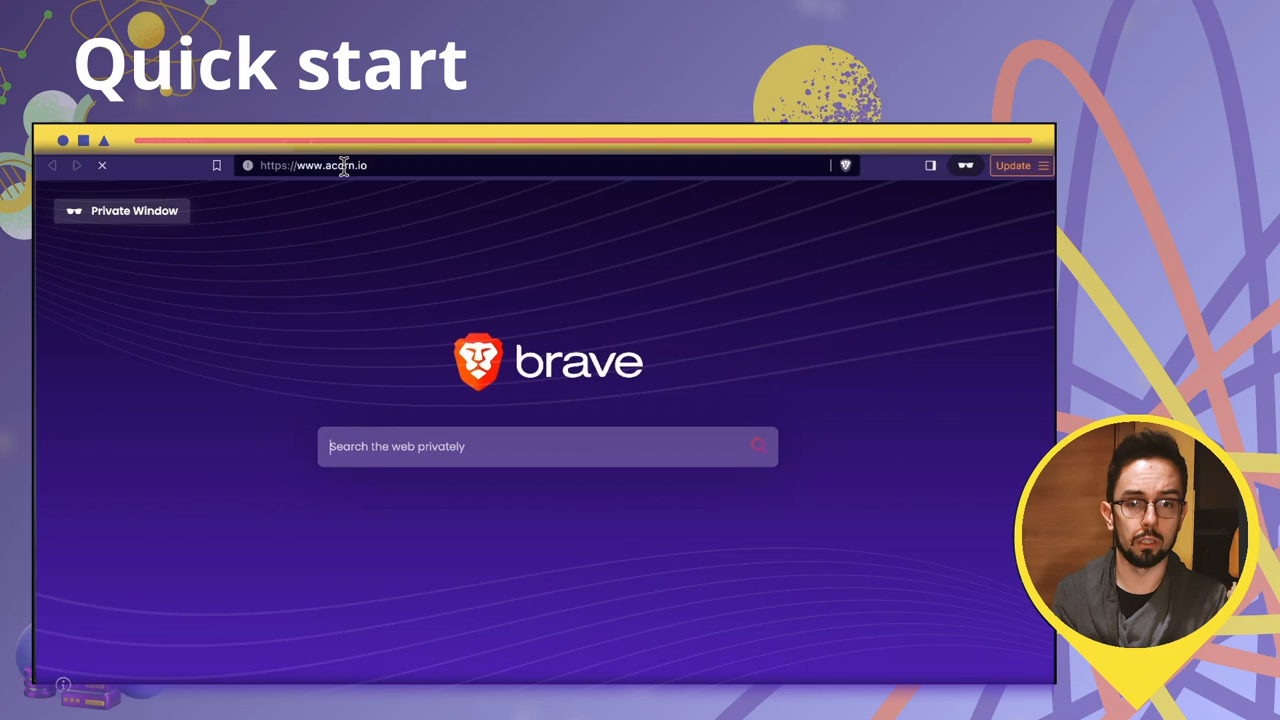 Quick start
https://www.acorn.io
Update
Private Window
brave
Search the web privately